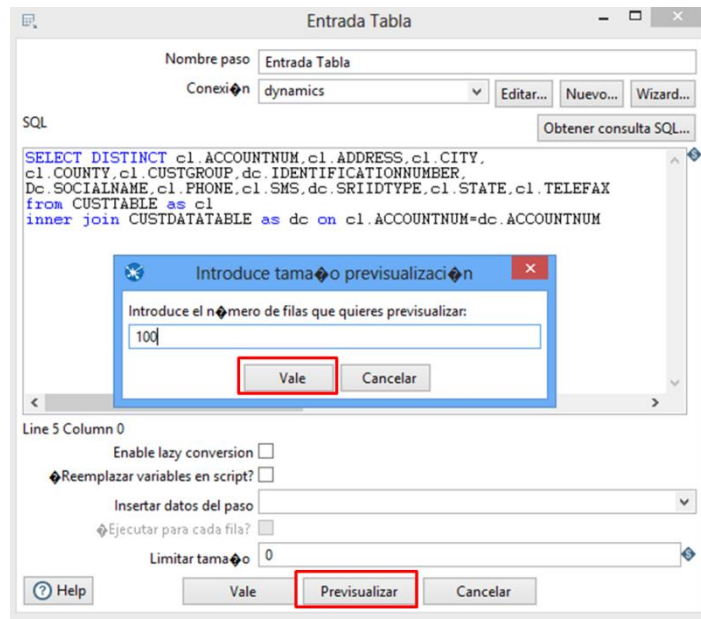 Entrada Tabla
Nombre paso Entrada Tabla
Conexi�n dynamics Editar... Nuevo... Wizard...
SQL Obtener consulta SQL...
SELECT DISTINCT cl.ACCOUNTNUM,cl.ADDRESS,cl.CITY,
cl.COUNTY,cl.CUSTGROUP,dc.IDENTIFICATIONNUMBER,
Dc.SOCIALNAME,cl.PHONE,cl.SMS,dc.SRIIDTYPE,cl.STATE,cl.TELEFAX
from CUSTTABLE as cl
inner join CUSTDATATABLE as dc on cl.ACCOUNTNUM=dc.ACCOUNTNUM
Introduce tama�o previsualizaci�n
Introduce el n�mero de filas que quieres previsualizar:
100
Vale Cancelar
Line 5 Column 0
Enable lazy conversion
�Reemplazar variables en script?
Insertar datos del paso
�Ejecutar para cada fila?
Limitar tama�o 0
Help Vale Previsualizar Cancelar